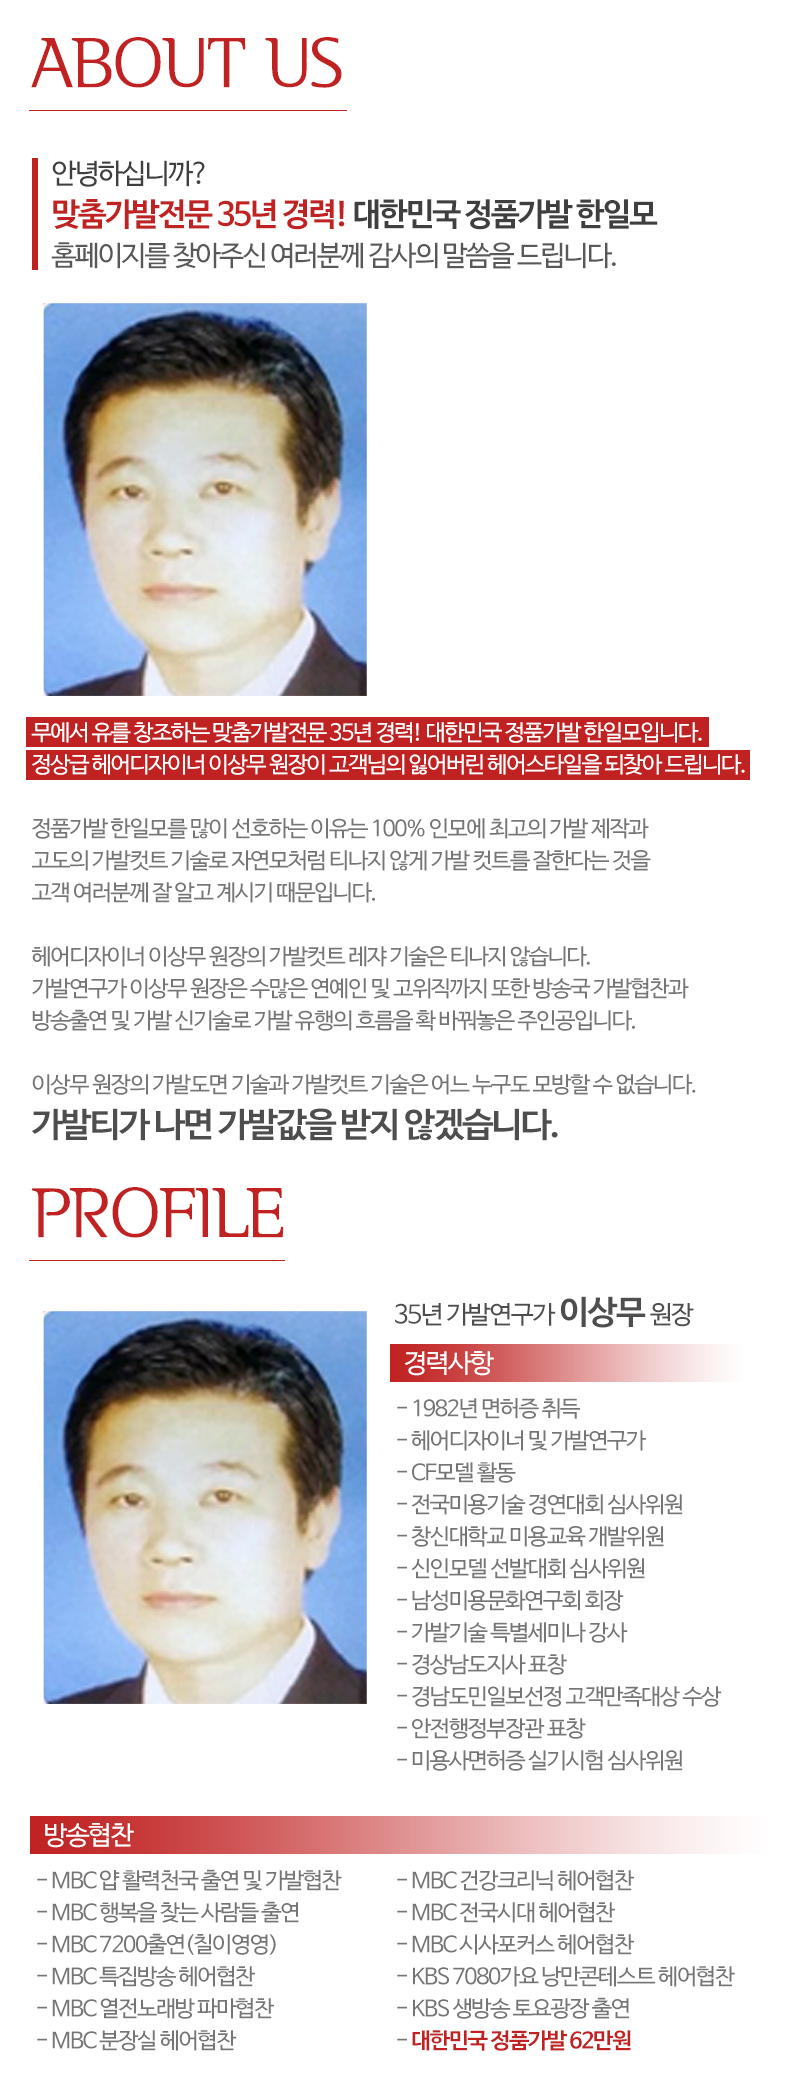 ABOUT US
안녕하십니까?
맞춤가발전문 35년 경력! 대한민국 정품가발 한일모
홈페이지를 찾아주신 여러분께 감사의 말씀을 드립니다.
무에서 유를 창조하는 맞춤가발전문 35년 경력! 대한민국 정품가발 한일모입니다.
정상급 헤어디자이너 이상무 원장이 고객님의 잃어버린 헤어스타일을 되찾아 드립니다.
정품가발 한일모를 많이 선호하는 이유는 100% 인모에 최고의 가발 제작과
고도의 가발컷트 기술로 자연모처럼 티나지 않게 가발 컷트를 잘한다는 것을
고객 여러분께 잘 알고 계시기 때문입니다.
헤어디자이너 이상무 원장의 가발컷트 레쟈 기술은 티나지 않습니다.
가발연구가 이상무 원장은 수많은 연예인 및 고위직까지 또한 방송국 가발협찬과
방송출연 및 가발 신기술로 가발 유행의 흐름을 확 바꿔놓은 주인공입니다.
이상무 원장의 가발도면 기술과 가발컷트 기술은 어느 누구도 모방할 수 없습니다.
가발티가 나면 가발값을 받지 않겠습니다.
PROFILE
35년 가발연구가 이상무 원장
경력사항
- 1982년 면허증 취득
- 헤어디자이너 및 가발연구가
- CF모델 활동
- 전국미용기술 경연대회 심사위원
- 창신대학교 미용교육 개발위원
- 신인모델 선발대회 심사위원
- 남성미용문화연구회 회장
- 가발기술 특별세미나 강사
- 경상남도지사 표창
- 경남도민일보선정 고객만족대상 수상
- 안전행정부장관 표창
- 미용사면허증 실기시험 심사위원
방송협찬
- MBC 얍 활력천국 출연 및 가발협찬
- MBC 행복을 찾는 사람들 출연
- MBC 7200출연 (칠이영영)
- MBC 특집방송 헤어협찬
- MBC 열전노래방 파마협찬
- MBC 분장실 헤어협찬
- MBC 건강크리닉 헤어협찬
- MBC 전국시대 헤어협찬
- MBC 시사포커스 헤어협찬
- KBS 7080가요 낭만콘테스트 헤어협찬
- KBS 생방송 토요광장 출연
- 대한민국 정품가발 62만원